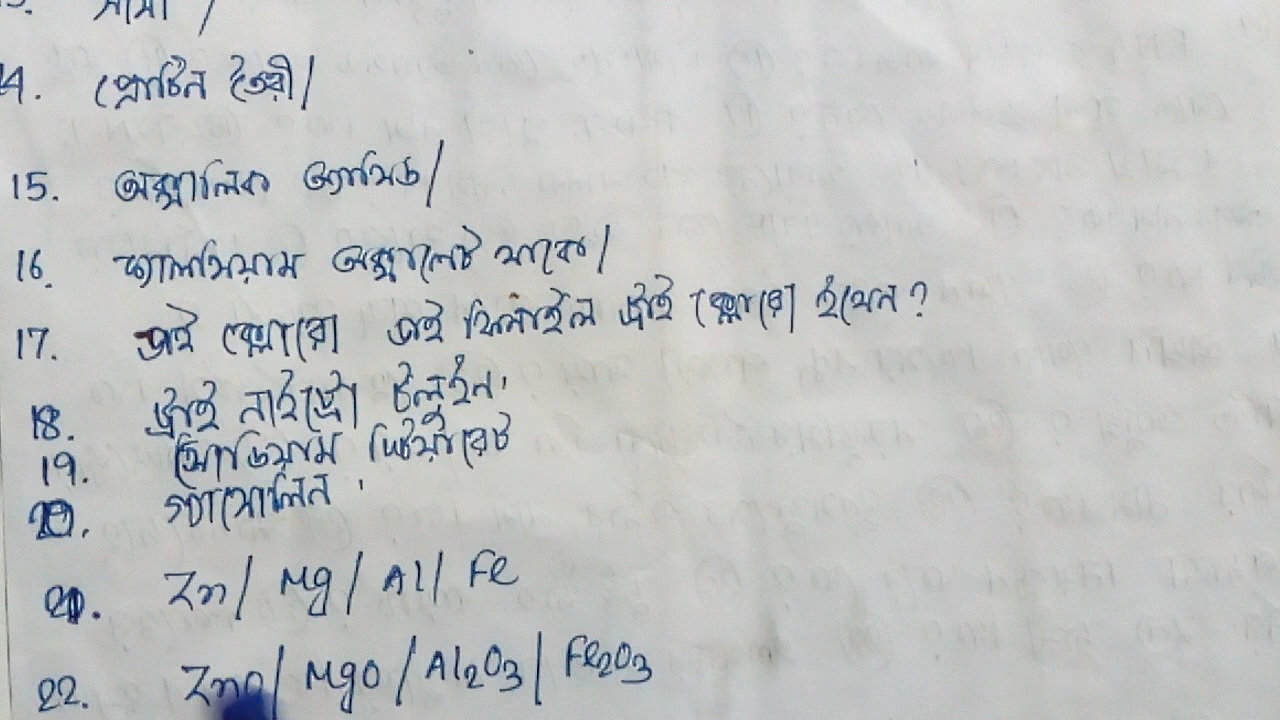 সীসা।
14. প্রোটিন তৈরী।
15. অক্সালিক অ্যাসিড।
16. ক্যালসিয়াম অক্সালেট থাকে।
17. ডাই ক্লোরো ডাই ফিনাইল ট্রাই ক্লোরো ইথেন?
18. ট্রাই নাইট্রো টলুইন।
19. সোডিয়াম স্টিয়ারেট
20. গ্যাসোলিন।
21. Zn / Mg / Al / Fe
22. ZnO / MgO / Al₂O₃ / Fe₂O₃